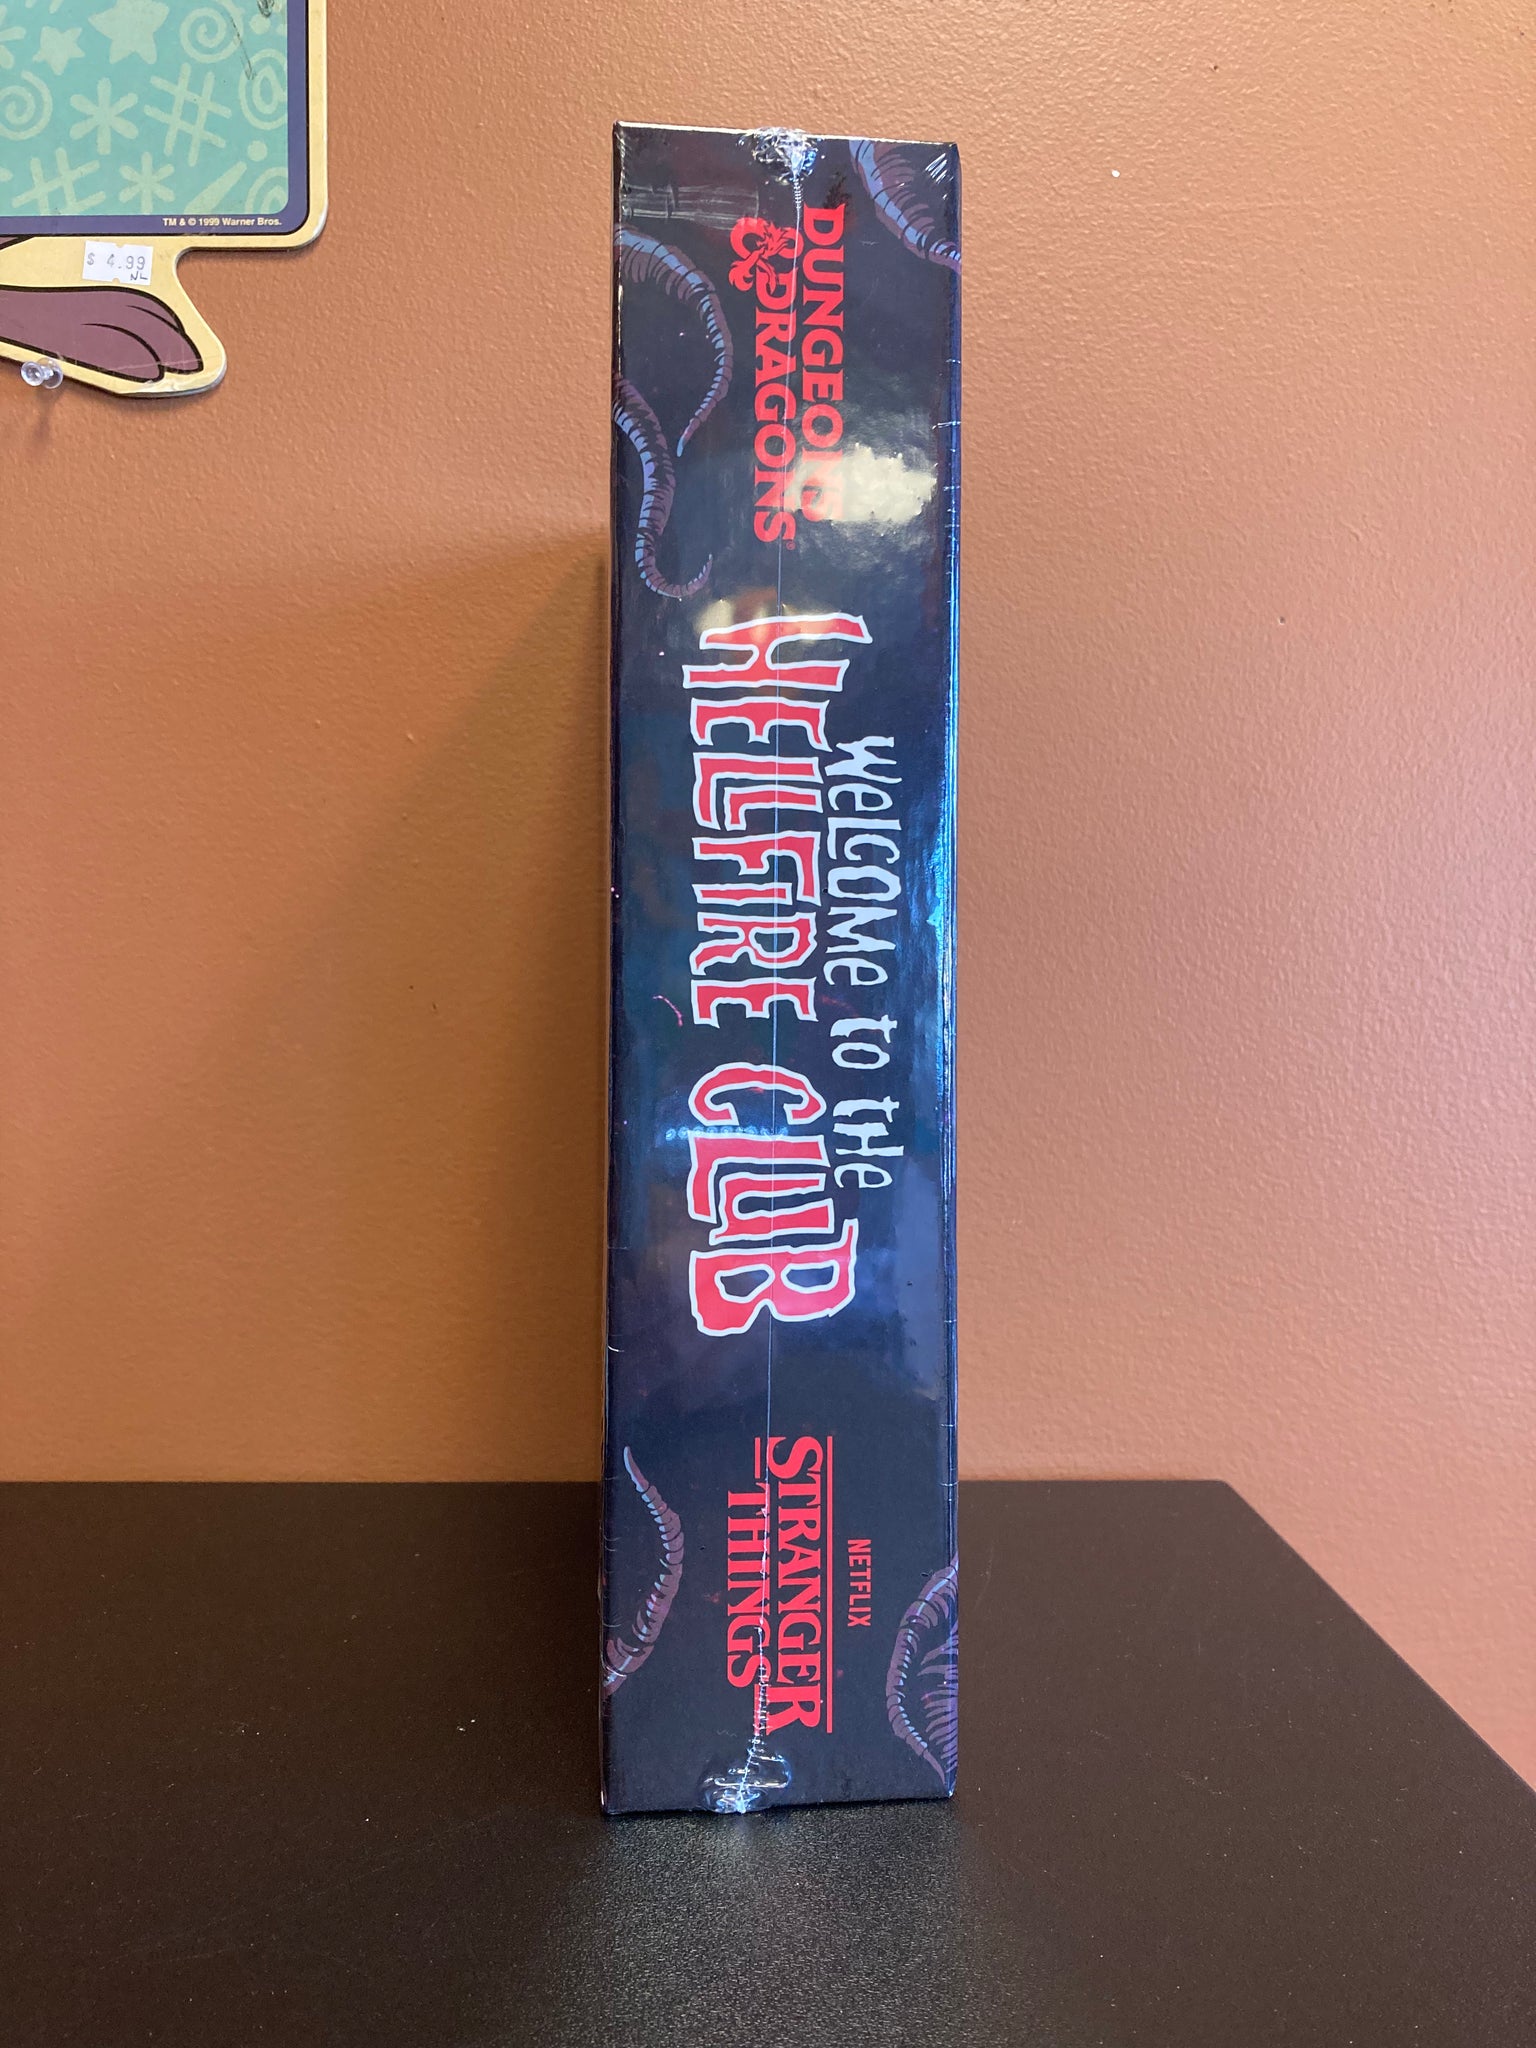 TM & © 1999 Warner Bros.
$ 4.99
NL
DUNGEONS
& DRAGONS®
WELCOME TO THE
HELLFIRE CLUB
NETFLIX
STRANGER
THINGS